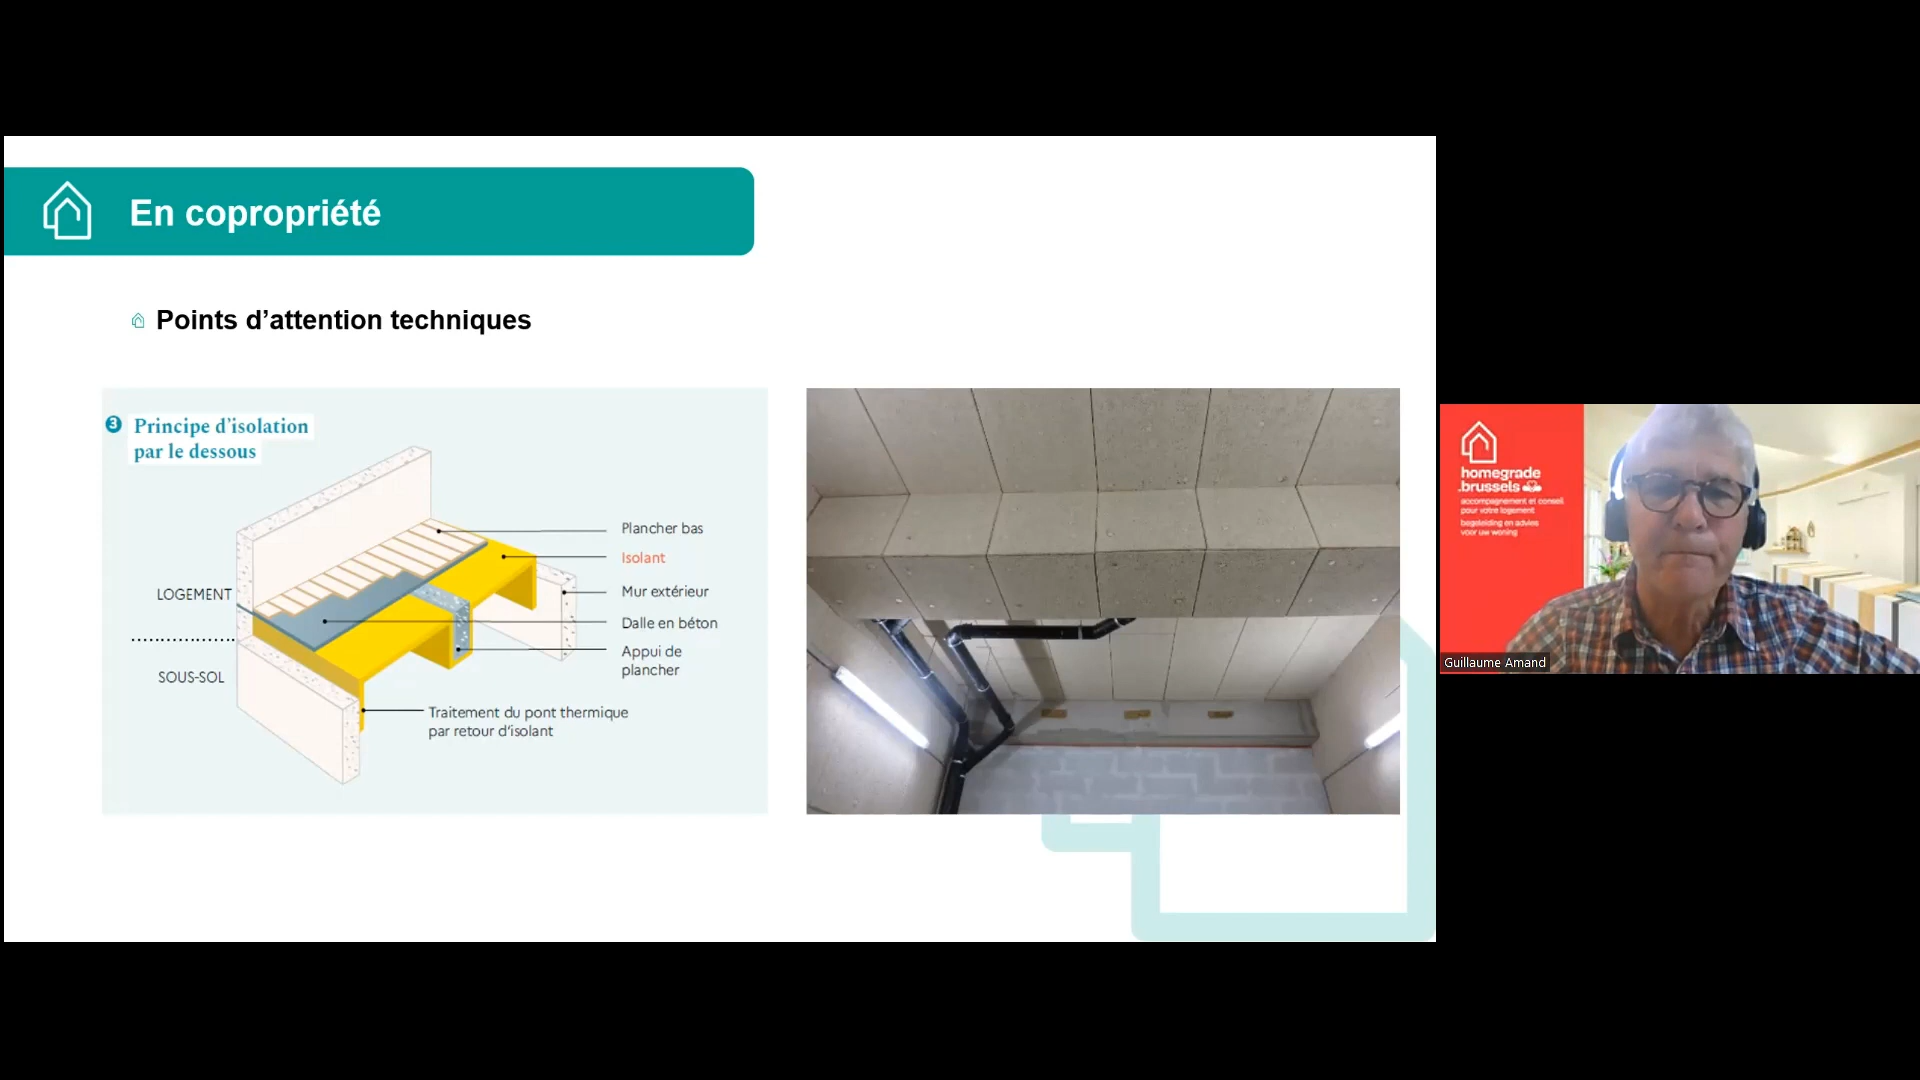 En copropriété
Points d’attention techniques
3 Principe d’isolation
par le dessous
Plancher bas
Isolant
Mur extérieur
Dalle en béton
Appui de
plancher
LOGEMENT
SOUS-SOL
Traitement du pont thermique
par retour d’isolant
homegrade
.brussels
accompagnement et conseil
pour votre logement
begeleiding en advies
voor uw woning
Guillaume Amand